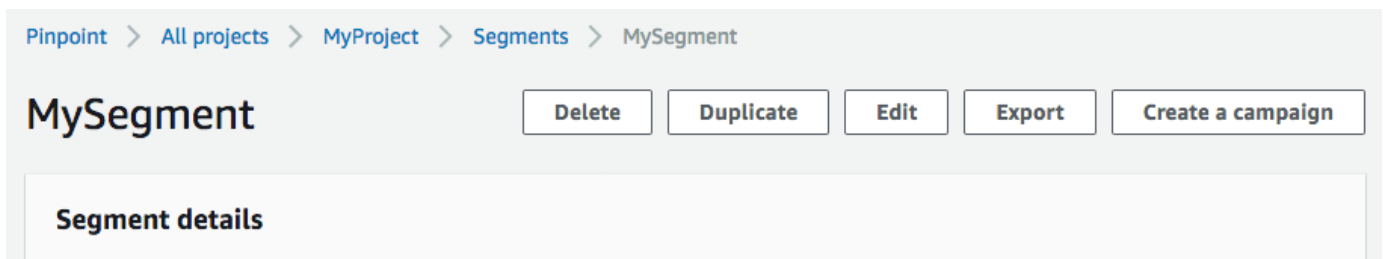 Pinpoint > All projects > MyProject > Segments > MySegment
MySegment Delete Duplicate Edit Export Create a campaign
Segment details